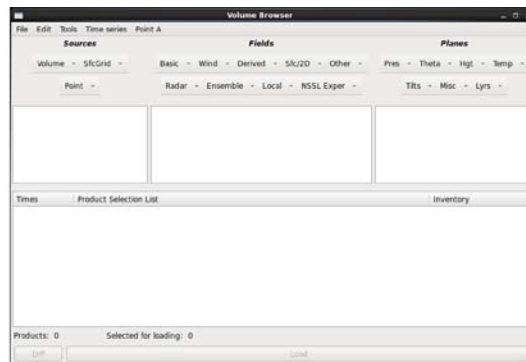 Volume Browser
File Edit Tools Time series Point A
Sources Fields Planes
Volume SfcGrid Basic Wind Derived Sfc/2D Other Pres Theta Hgt Temp
Point Radar Ensemble Local NSSL Exper Tilts Misc Lyrs
Times Product Selection List Inventory
Products: 0 Selected for loading: 0
Diff Load